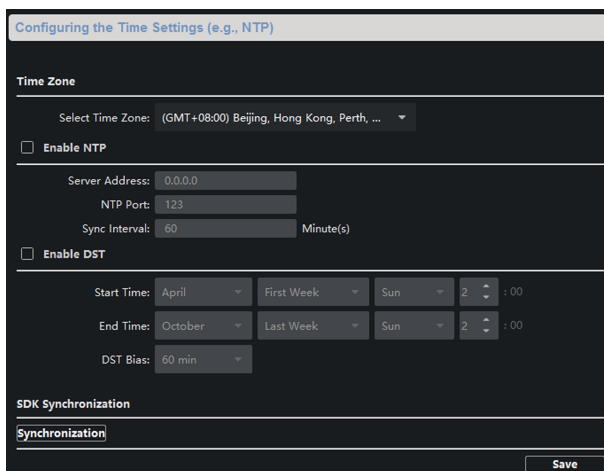 Configuring the Time Settings (e.g., NTP)
Time Zone
Select Time Zone: (GMT+08:00) Beijing, Hong Kong, Perth, ...
Enable NTP
Server Address: 0.0.0.0
NTP Port: 123
Sync Interval: 60 Minute(s)
Enable DST
Start Time: April First Week Sun 2 : 00
End Time: October Last Week Sun 2 : 00
DST Bias: 60 min
SDK Synchronization
Synchronization
Save